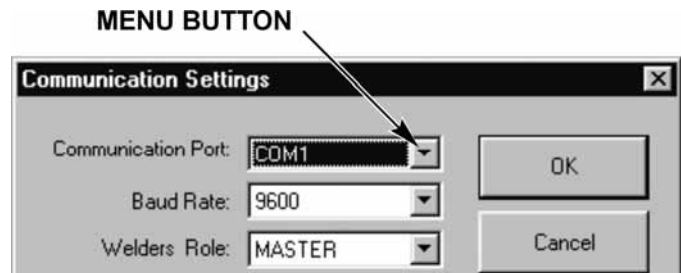 MENU BUTTON
Communication Settings
Communication Port: COM1
OK
Baud Rate: 9600
Welders Role: MASTER
Cancel